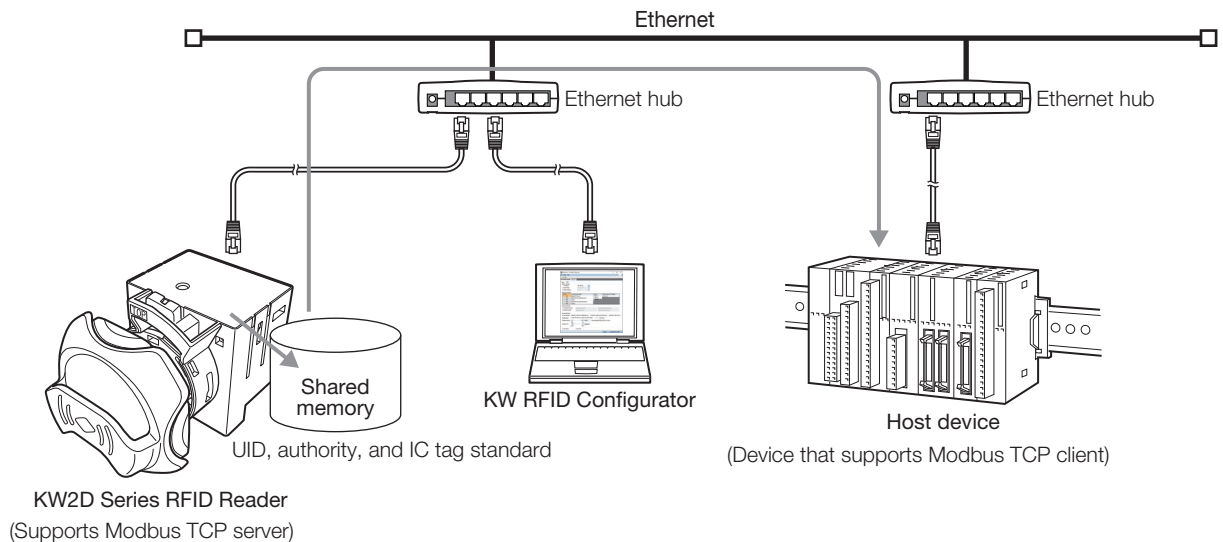 Ethernet
Ethernet hub
Ethernet hub
Shared
memory
KW RFID Configurator
Host device
UID, authority, and IC tag standard
(Device that supports Modbus TCP client)
KW2D Series RFID Reader
(Supports Modbus TCP server)